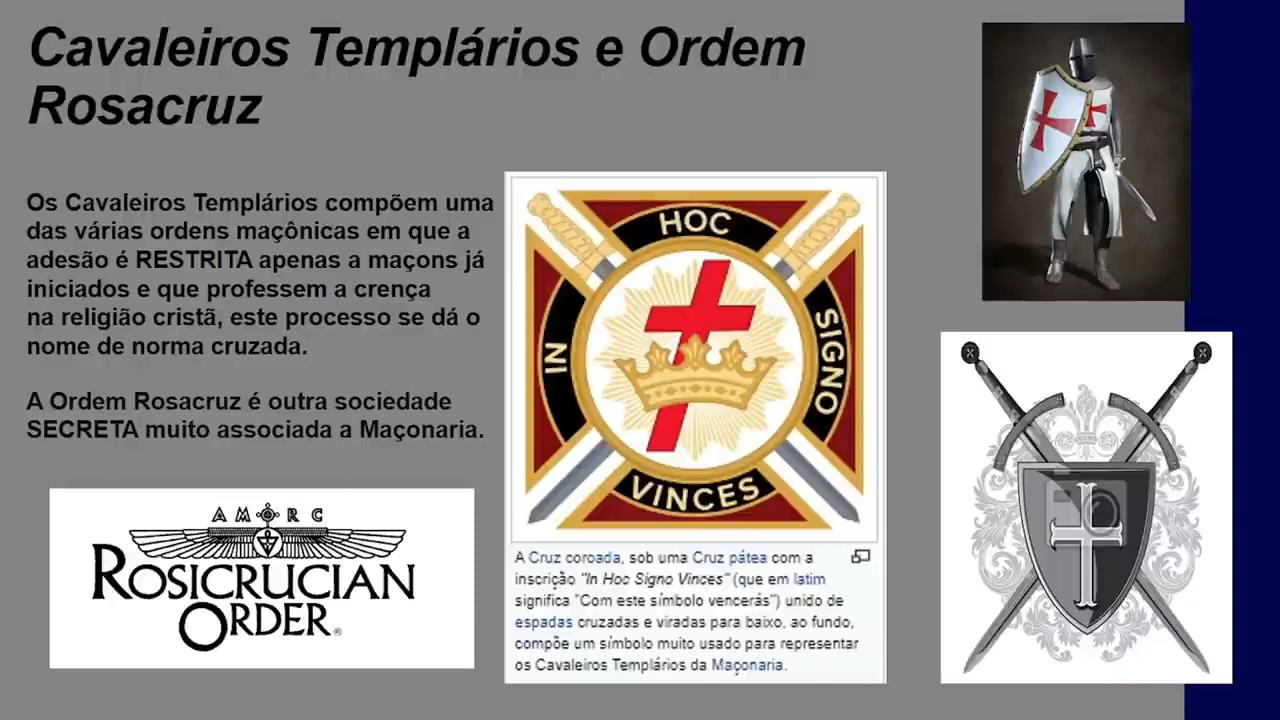 Cavaleiros Templários e Ordem
Rosacruz
Os Cavaleiros Templários compõem uma
das várias ordens maçônicas em que a
adesão é RESTRITA apenas a maçons já
iniciados e que professem a crença
na religião cristã, este processo se dá o
nome de norma cruzada.
A Ordem Rosacruz é outra sociedade
SECRETA muito associada a Maçonaria.
AMORC
ROSICRUCIAN
ORDER®
IN
HOC
SIGNO
VINCES
A Cruz coroada, sob uma Cruz pátea com a
inscrição "In Hoc Signo Vinces" (que em latim
significa "Com este símbolo vencerás") unido de
espadas cruzadas e viradas para baixo, ao fundo,
compõe um símbolo muito usado para representar
os Cavaleiros Templários da Maçonaria.